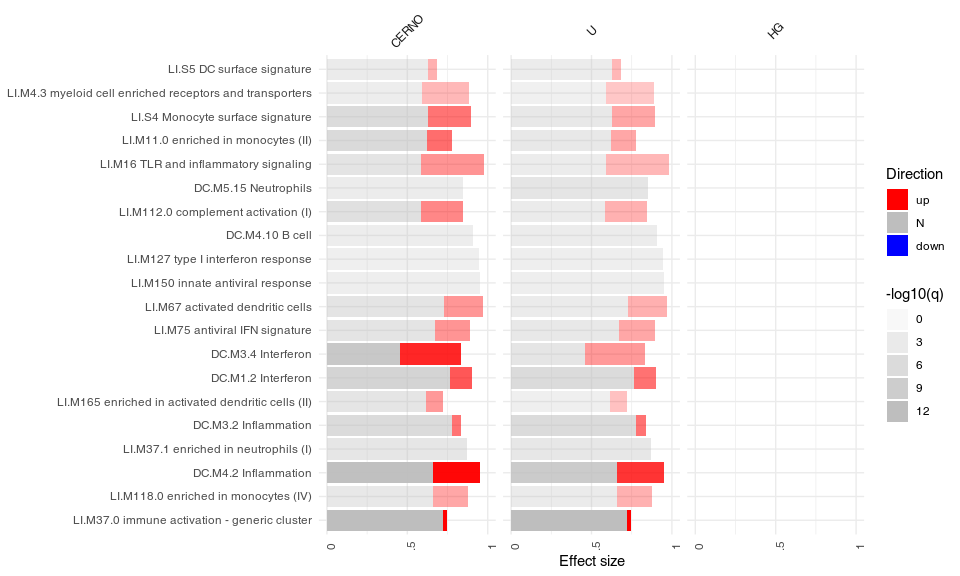 CERNO
U
HG
LI.S5 DC surface signature
LI.M4.3 myeloid cell enriched receptors and transporters
LI.S4 Monocyte surface signature
LI.M11.0 enriched in monocytes (II)
LI.M16 TLR and inflammatory signaling
DC.M5.15 Neutrophils
LI.M112.0 complement activation (I)
DC.M4.10 B cell
LI.M127 type I interferon response
LI.M150 innate antiviral response
LI.M67 activated dendritic cells
LI.M75 antiviral IFN signature
DC.M3.4 Interferon
DC.M1.2 Interferon
LI.M165 enriched in activated dendritic cells (II)
DC.M3.2 Inflammation
LI.M37.1 enriched in neutrophils (I)
DC.M4.2 Inflammation
LI.M118.0 enriched in monocytes (IV)
LI.M37.0 immune activation - generic cluster
0 .5 1 0 .5 1 0 .5 1
Effect size
Direction
up
N
down
-log10(q)
0
3
6
9
12